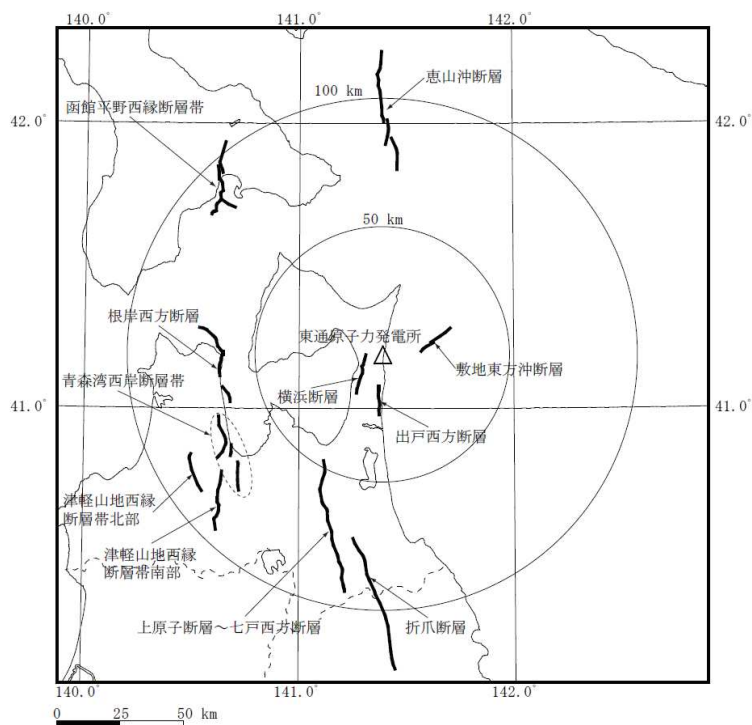 140.0°
141.0°
142.0°
恵山沖断層
100 km
函館平野西縁断層帯
42.0°
42.0°
50 km
根岸西方断層
東通原子力発電所
青森湾西岸断層帯
敷地東方沖断層
横浜断層
41.0°
41.0°
出戸西方断層
津軽山地西縁
断層帯北部
津軽山地西縁
断層帯南部
上原子断層～七戸西方断層
折爪断層
140.0°
141.0°
142.0°
0 25 50 km